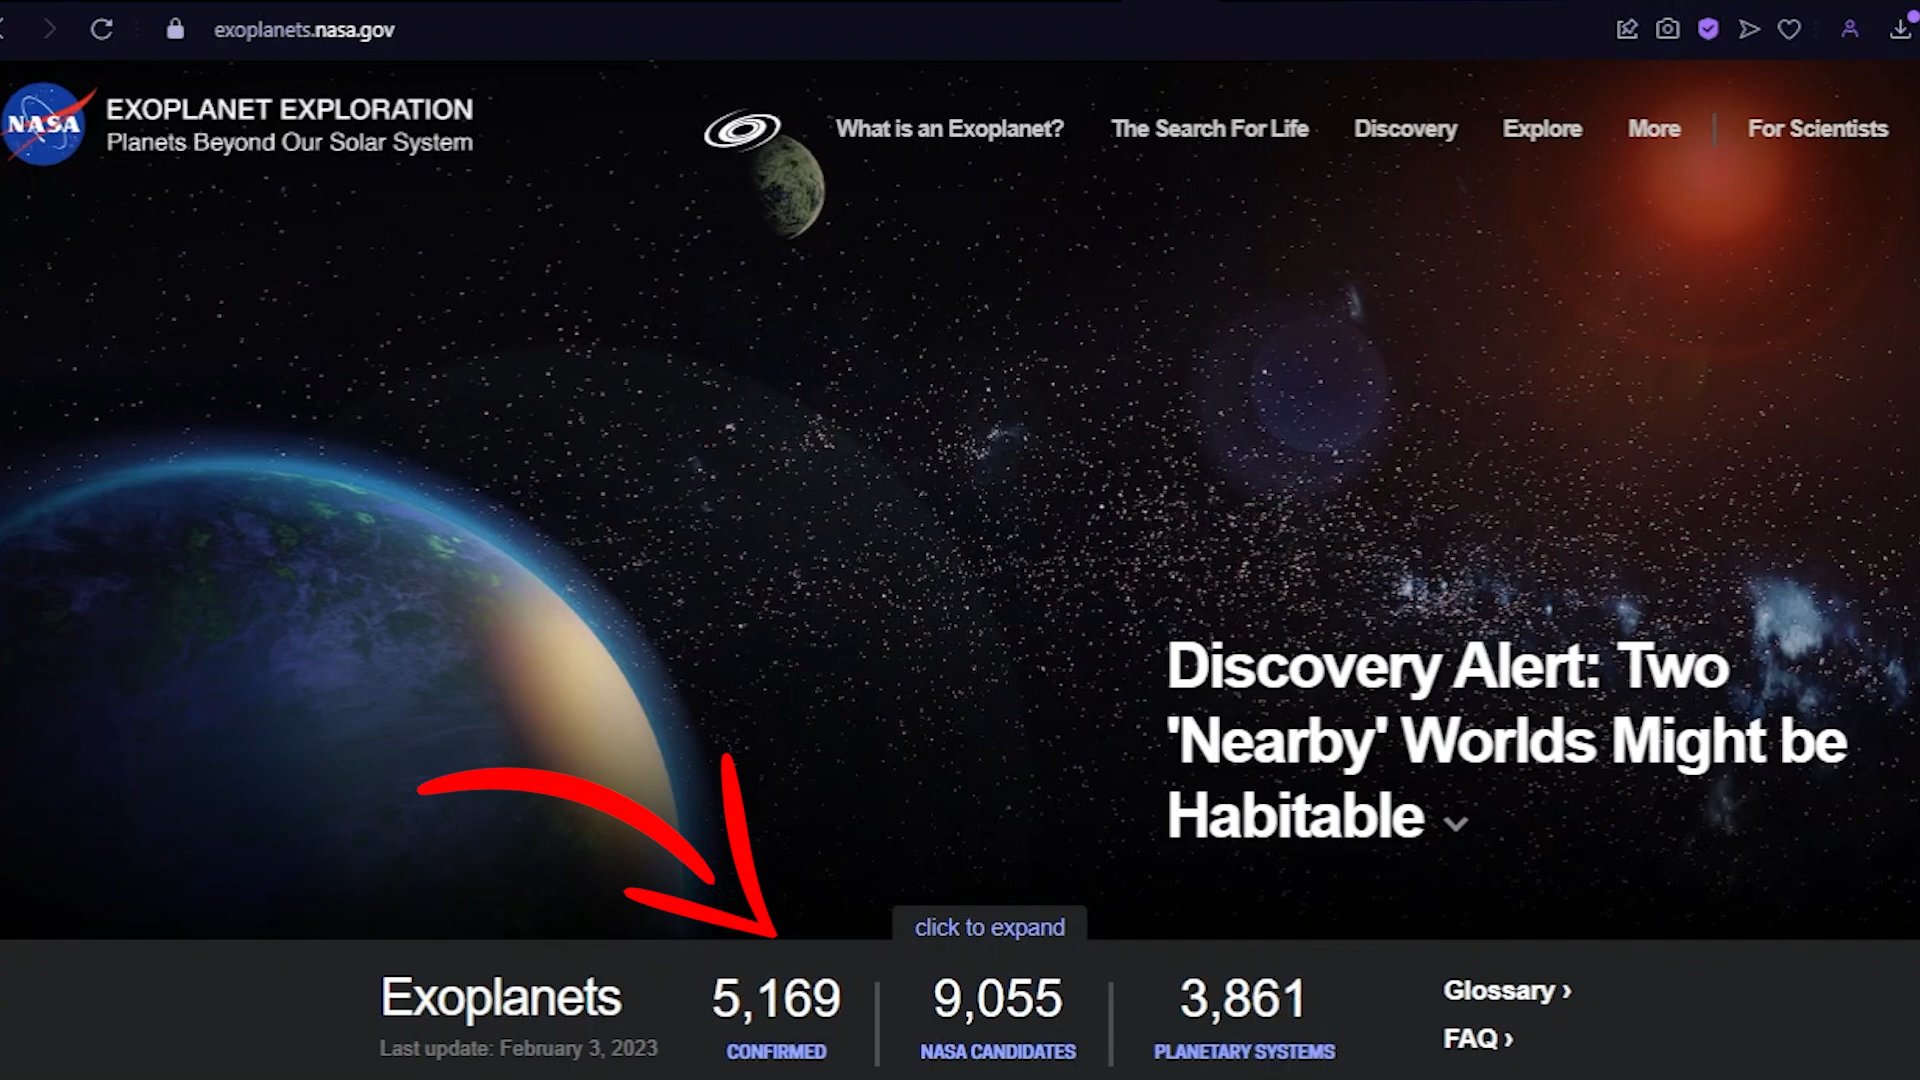 exoplanets.nasa.gov
NASA
EXOPLANET EXPLORATION
Planets Beyond Our Solar System
What is an Exoplanet?
The Search For Life
Discovery
Explore
More
For Scientists
Discovery Alert: Two
'Nearby' Worlds Might be
Habitable
click to expand
Exoplanets
Last update: February 3, 2023
5,169
CONFIRMED
9,055
NASA CANDIDATES
3,861
PLANETARY SYSTEMS
Glossary ›
FAQ ›